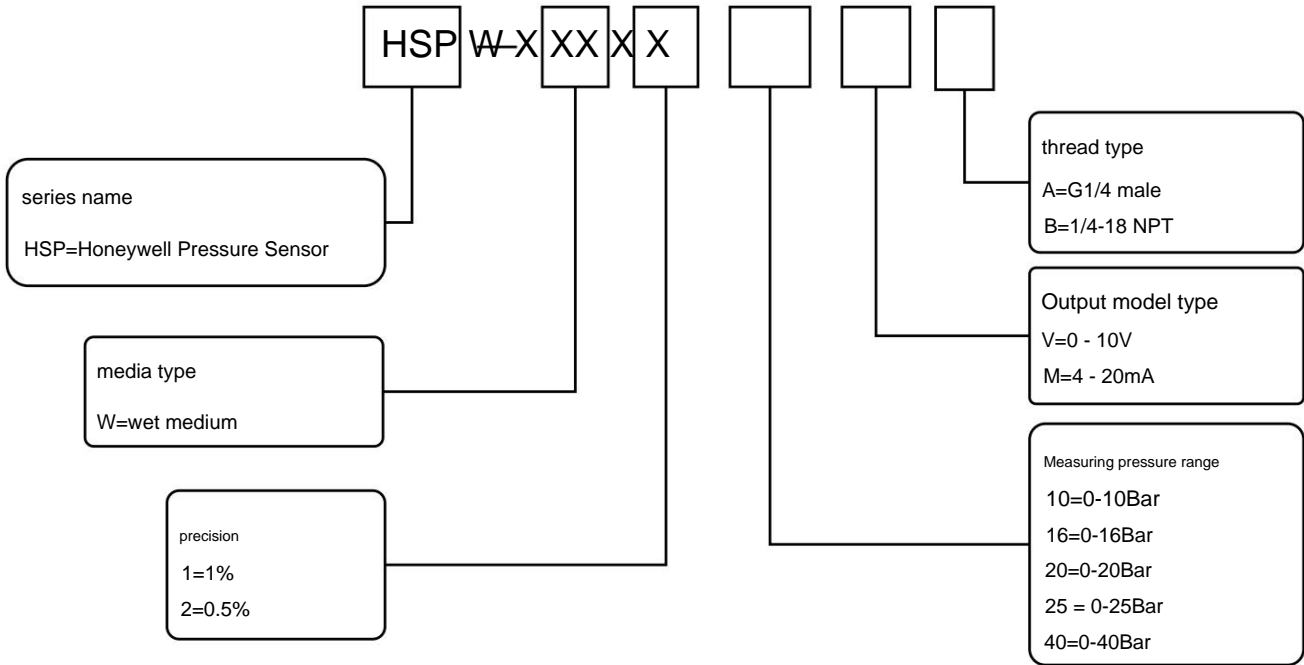 HSP W-X XX X X
series name
HSP=Honeywell Pressure Sensor
media type
W=wet medium
precision
1=1%
2=0.5%
thread type
A=G1/4 male
B=1/4-18 NPT
Output model type
V=0 - 10V
M=4 - 20mA
Measuring pressure range
10=0-10Bar
16=0-16Bar
20=0-20Bar
25 = 0-25Bar
40=0-40Bar